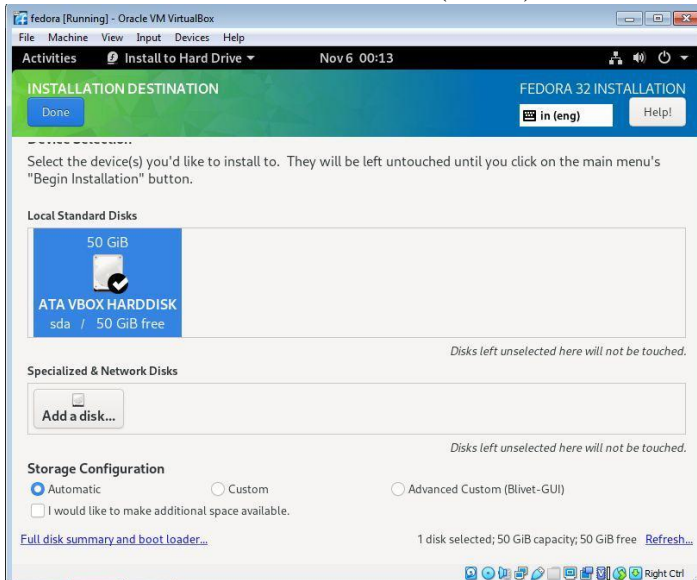 fedora [Running] - Oracle VM VirtualBox
File Machine View Input Devices Help
Activities Install to Hard Drive Nov 6 00:13
INSTALLATION DESTINATION FEDORA 32 INSTALLATION
Done in (eng) Help!
Device Selection
Select the device(s) you'd like to install to. They will be left untouched until you click on the main menu's
"Begin Installation" button.
Local Standard Disks
50 GiB
ATA VBOX HARDDISK
sda / 50 GiB free
Disks left unselected here will not be touched.
Specialized & Network Disks
Add a disk...
Disks left unselected here will not be touched.
Storage Configuration
Automatic Custom Advanced Custom (Blivet-GUI)
I would like to make additional space available.
Full disk summary and boot loader... 1 disk selected; 50 GiB capacity; 50 GiB free Refresh...
Right Ctrl